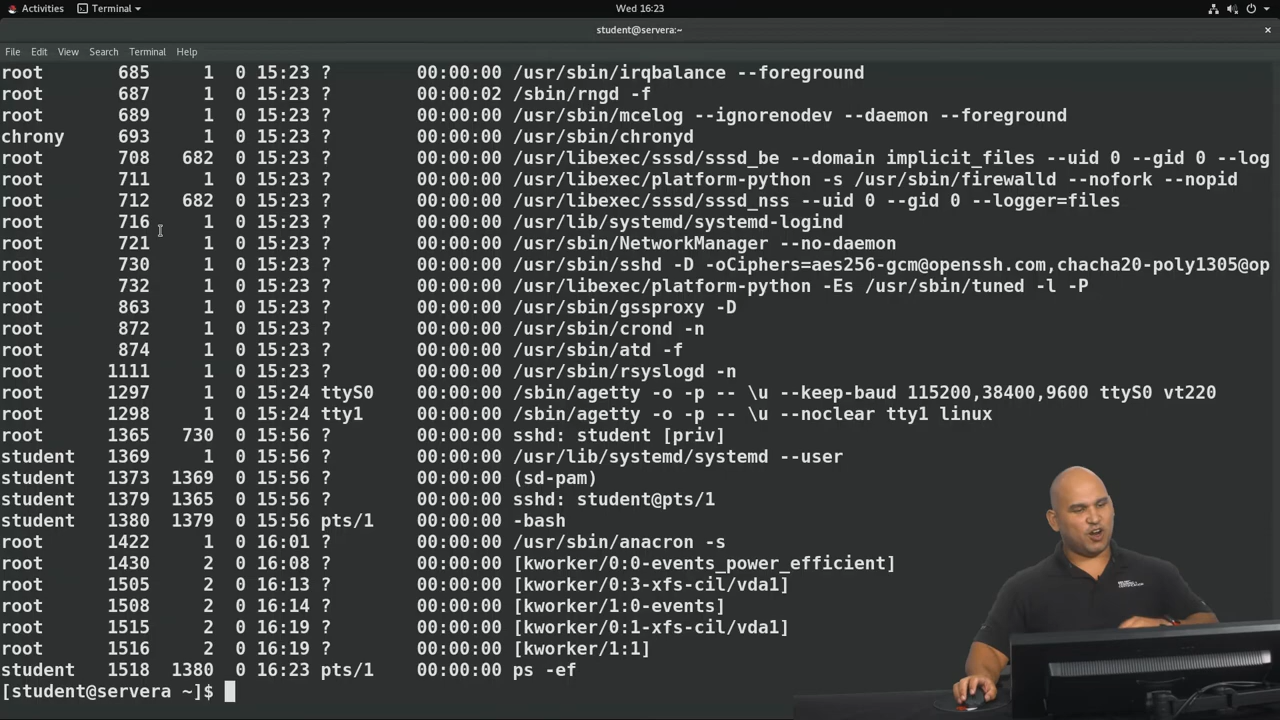 Activities Terminal Wed 16:23
student@servera:~ ×
File Edit View Search Terminal Help
root 685 1 0 15:23 ? 00:00:00 /usr/sbin/irqbalance --foreground
root 687 1 0 15:23 ? 00:00:02 /sbin/rngd -f
root 689 1 0 15:23 ? 00:00:00 /usr/sbin/mcelog --ignorenodev --daemon --foreground
chrony 693 1 0 15:23 ? 00:00:00 /usr/sbin/chronyd
root 708 682 0 15:23 ? 00:00:00 /usr/libexec/sssd/sssd_be --domain implicit_files --uid 0 --gid 0 --log
root 711 1 0 15:23 ? 00:00:00 /usr/libexec/platform-python -s /usr/sbin/firewalld --nofork --nopid
root 712 682 0 15:23 ? 00:00:00 /usr/libexec/sssd/sssd_nss --uid 0 --gid 0 --logger=files
root 716 1 0 15:23 ? 00:00:00 /usr/lib/systemd/systemd-logind
root 721 1 0 15:23 ? 00:00:00 /usr/sbin/NetworkManager --no-daemon
root 730 1 0 15:23 ? 00:00:00 /usr/sbin/sshd -D -oCiphers=aes256-gcm@openssh.com,chacha20-poly1305@op
root 732 1 0 15:23 ? 00:00:00 /usr/libexec/platform-python -Es /usr/sbin/tuned -l -P
root 863 1 0 15:23 ? 00:00:00 /usr/sbin/gssproxy -D
root 872 1 0 15:23 ? 00:00:00 /usr/sbin/crond -n
root 874 1 0 15:23 ? 00:00:00 /usr/sbin/atd -f
root 1111 1 0 15:23 ? 00:00:00 /usr/sbin/rsyslogd -n
root 1297 1 0 15:24 ttyS0 00:00:00 /sbin/agetty -o -p -- \u --keep-baud 115200,38400,9600 ttyS0 vt220
root 1298 1 0 15:24 tty1 00:00:00 /sbin/agetty -o -p -- \u --noclear tty1 linux
root 1365 730 0 15:56 ? 00:00:00 sshd: student [priv]
student 1369 1 0 15:56 ? 00:00:00 /usr/lib/systemd/systemd --user
student 1373 1369 0 15:56 ? 00:00:00 (sd-pam)
student 1379 1365 0 15:56 ? 00:00:00 sshd: student@pts/1
student 1380 1379 0 15:56 pts/1 00:00:00 -bash
root 1422 1 0 16:01 ? 00:00:00 /usr/sbin/anacron -s
root 1430 2 0 16:08 ? 00:00:00 [kworker/0:0-events_power_efficient]
root 1505 2 0 16:13 ? 00:00:00 [kworker/0:3-xfs-cil/vda1]
root 1508 2 0 16:14 ? 00:00:00 [kworker/1:0-events]
root 1515 2 0 16:19 ? 00:00:00 [kworker/0:1-xfs-cil/vda1]
root 1516 2 0 16:19 ? 00:00:00 [kworker/1:1]
student 1518 1380 0 16:23 pts/1 00:00:00 ps -ef
[student@servera ~]$